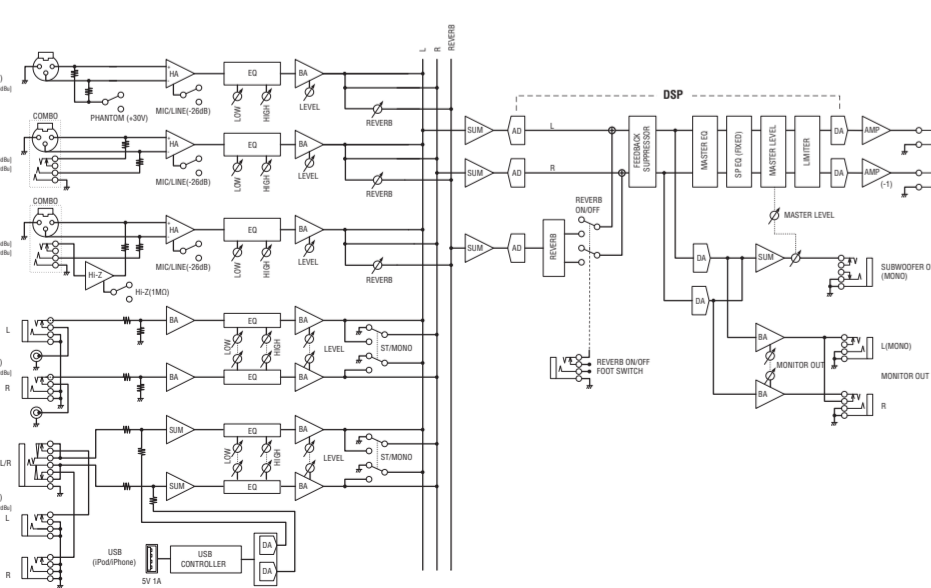 L
R
REVERB
HA
EQ
BA
LOW
HIGH
LEVEL
MIC/LINE(-26dB)
PHANTOM (+30V)
REVERB
COMBO
HA
EQ
BA
LOW
HIGH
LEVEL
MIC/LINE(-26dB)
REVERB
COMBO
HA
EQ
BA
LOW
HIGH
LEVEL
MIC/LINE(-26dB)
REVERB
Hi-Z
Hi-Z(1MΩ)
L
BA
EQ
BA
LOW
HIGH
LEVEL
ST/MONO
R
BA
EQ
BA
L/R
SUM
EQ
BA
LOW
HIGH
LEVEL
ST/MONO
SUM
EQ
BA
L
R
USB
(iPod/iPhone)
5V 1A
USB
CONTROLLER
DA
DA
DSP
SUM
AD
L
SUM
AD
R
SUM
AD
REVERB
REVERB
ON/OFF
REVERB ON/OFF
FOOT SWITCH
FEEDBACK
SUPPRESSOR
MASTER EQ
SP EQ (FIXED)
MASTER LEVEL
LIMITER
DA
AMP
DA
AMP
(-1)
MASTER LEVEL
DA
SUM
SUBWOOFER O
(MONO)
DA
BA
MONITOR OUT
BA
L(MONO)
MONITOR OUT
R